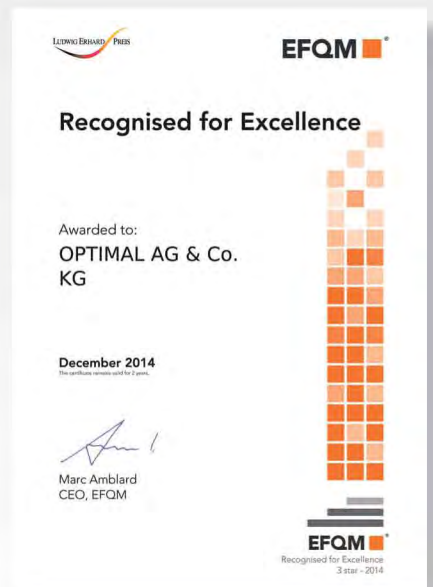 LUDWIG ERHARD PREIS
EFQM
Recognised for Excellence
Awarded to:
OPTIMAL AG & Co.
KG
December 2014
This certificate remains valid for 2 years.
Marc Amblard
CEO, EFQM
EFQM
Recognised for Excellence
3 star - 2014